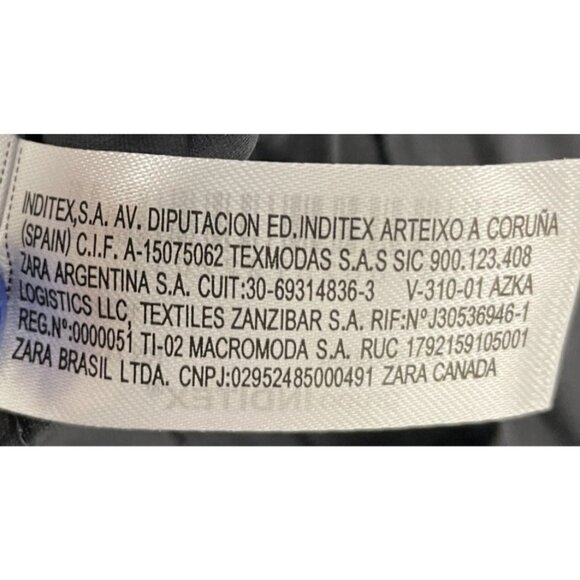 INDITEX,S.A. AV. DIPUTACION ED.INDITEX ARTEIXO A CORUÑA
(SPAIN) C.I.F. A-15075062 TEXMODAS S.A.S SIC 900.123.408
ZARA ARGENTINA S.A. CUIT:30-69314836-3 V-310-01 AZKA
LOGISTICS LLC, TEXTILES ZANZIBAR S.A. RIF:Nº J30536946-1
REG.Nº:0000051 TI-02 MACROMODA S.A. RUC 1792159105001
ZARA BRASIL LTDA. CNPJ:02952485000491 ZARA CANADA
INDITEX